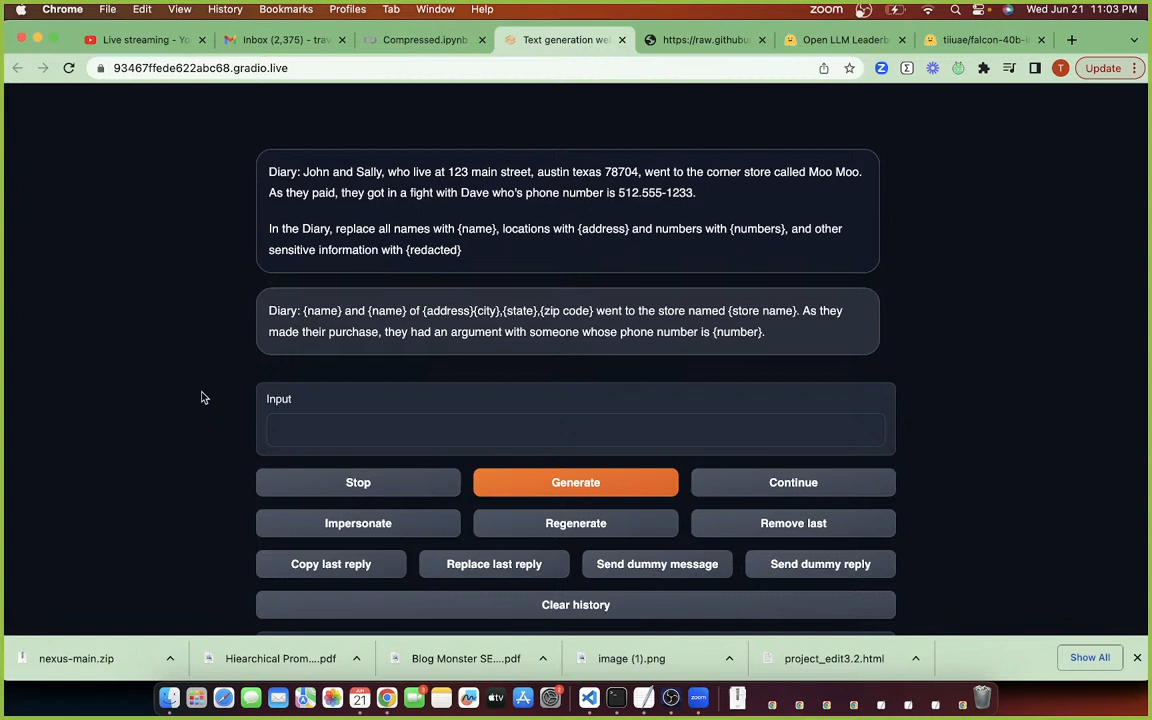 Chrome File Edit View History Bookmarks Profiles Tab Window Help zoom Wed Jun 21 11:03 PM
Live streaming - Yo Inbox (2,375) - trav Compressed.ipynb Text generation we https://raw.githubu Open LLM Leaderb tiiuae/falcon-40b-i
93467ffede622abc68.gradio.live T Update
Diary: John and Sally, who live at 123 main street, austin texas 78704, went to the corner store called Moo Moo.
As they paid, they got in a fight with Dave who's phone number is 512.555-1233.
In the Diary, replace all names with {name}, locations with {address} and numbers with {numbers}, and other
sensitive information with {redacted}
Diary: {name} and {name} of {address}{city},{state},{zip code} went to the store named {store name}. As they
made their purchase, they had an argument with someone whose phone number is {number}.
Input
Stop Generate Continue
Impersonate Regenerate Remove last
Copy last reply Replace last reply Send dummy message Send dummy reply
Clear history
nexus-main.zip Hiearchical Prom....pdf Blog Monster SE....pdf image (1).png project_edit3.2.html Show All